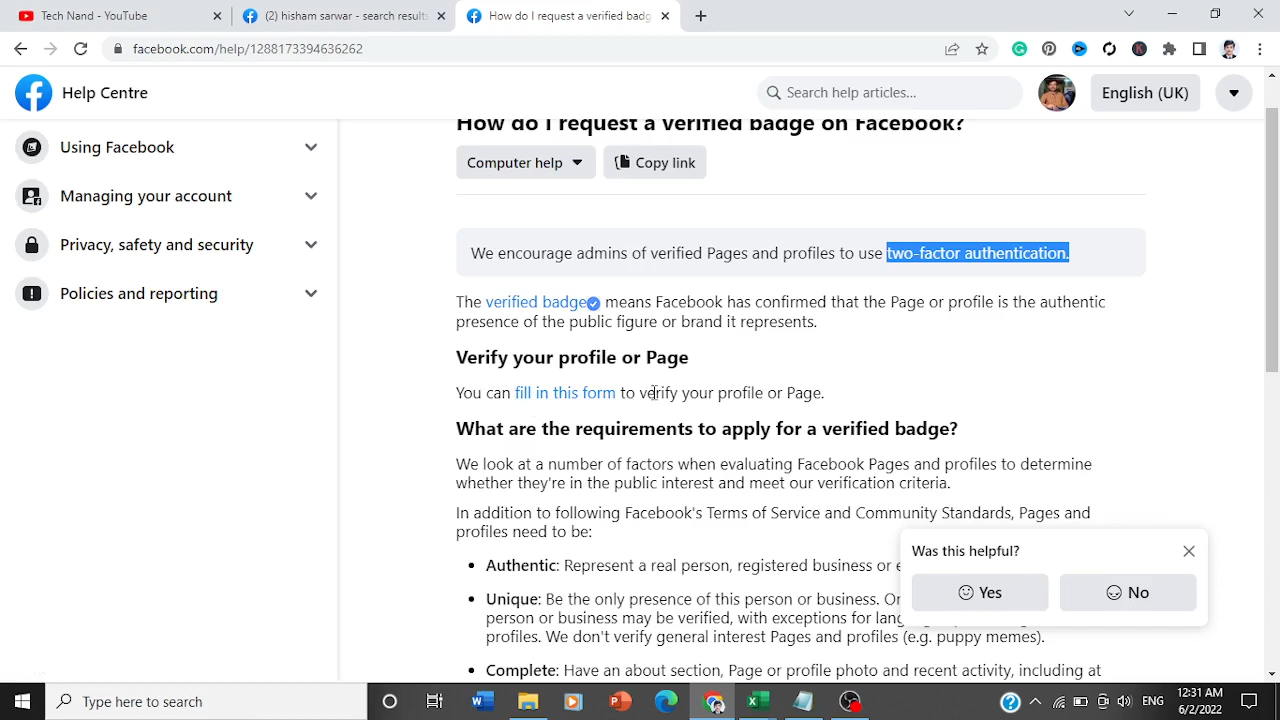 Tech Nand - YouTube
(2) hisham sarwar - search results
How do I request a verified badg
facebook.com/help/1288173394636262
Help Centre
Search help articles...
English (UK)
Using Facebook
Managing your account
Privacy, safety and security
Policies and reporting
How do I request a verified badge on Facebook?
Computer help
Copy link
We encourage admins of verified Pages and profiles to use two-factor authentication.
The verified badge means Facebook has confirmed that the Page or profile is the authentic
presence of the public figure or brand it represents.
Verify your profile or Page
You can fill in this form to verify your profile or Page.
What are the requirements to apply for a verified badge?
We look at a number of factors when evaluating Facebook Pages and profiles to determine
whether they're in the public interest and meet our verification criteria.
In addition to following Facebook's Terms of Service and Community Standards, Pages and
profiles need to be:
Authentic: Represent a real person, registered business or e
Unique: Be the only presence of this person or business. On
person or business may be verified, with exceptions for lang
profiles. We don't verify general interest Pages and profiles (e.g. puppy memes).
Complete: Have an about section, Page or profile photo and recent activity, including at
Was this helpful?
Yes
No
Type here to search
ENG
12:31 AM
6/2/2022